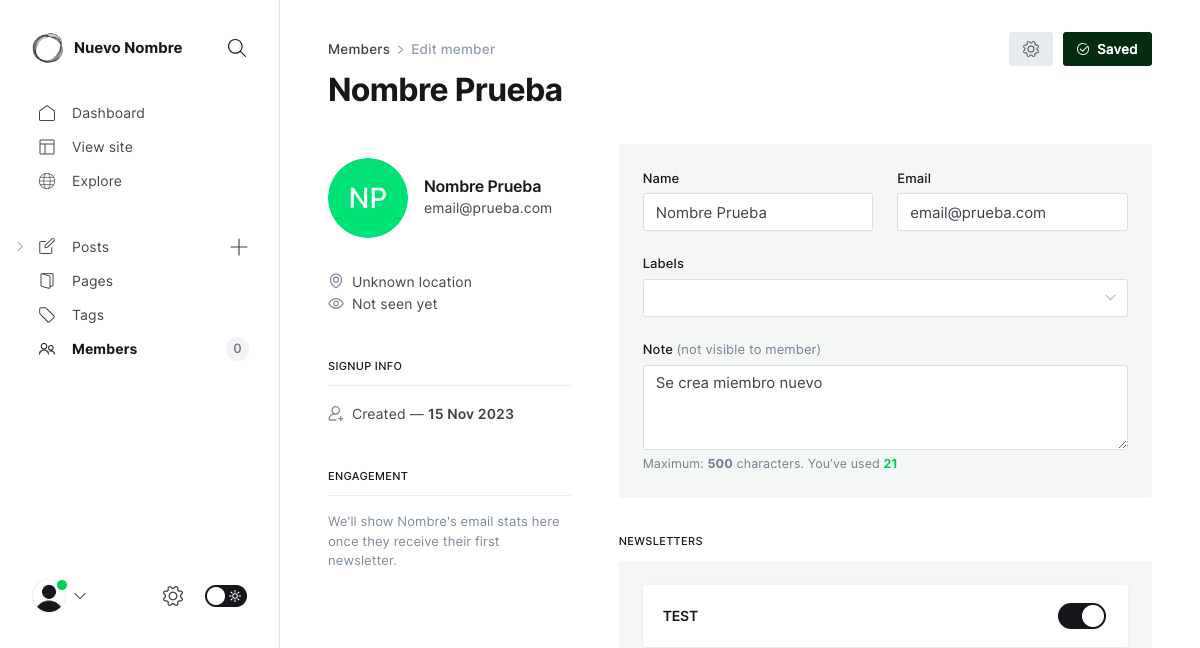 Nuevo Nombre
Dashboard
View site
Explore
Posts
Pages
Tags
Members
0
Members > Edit member
Saved
Nombre Prueba
NP
Nombre Prueba
email@prueba.com
Unknown location
Not seen yet
SIGNUP INFO
Created — 15 Nov 2023
ENGAGEMENT
We'll show Nombre's email stats here
once they receive their first
newsletter.
Name
Email
Nombre Prueba
email@prueba.com
Labels
Note (not visible to member)
Se crea miembro nuevo
Maximum: 500 characters. You've used 21
NEWSLETTERS
TEST